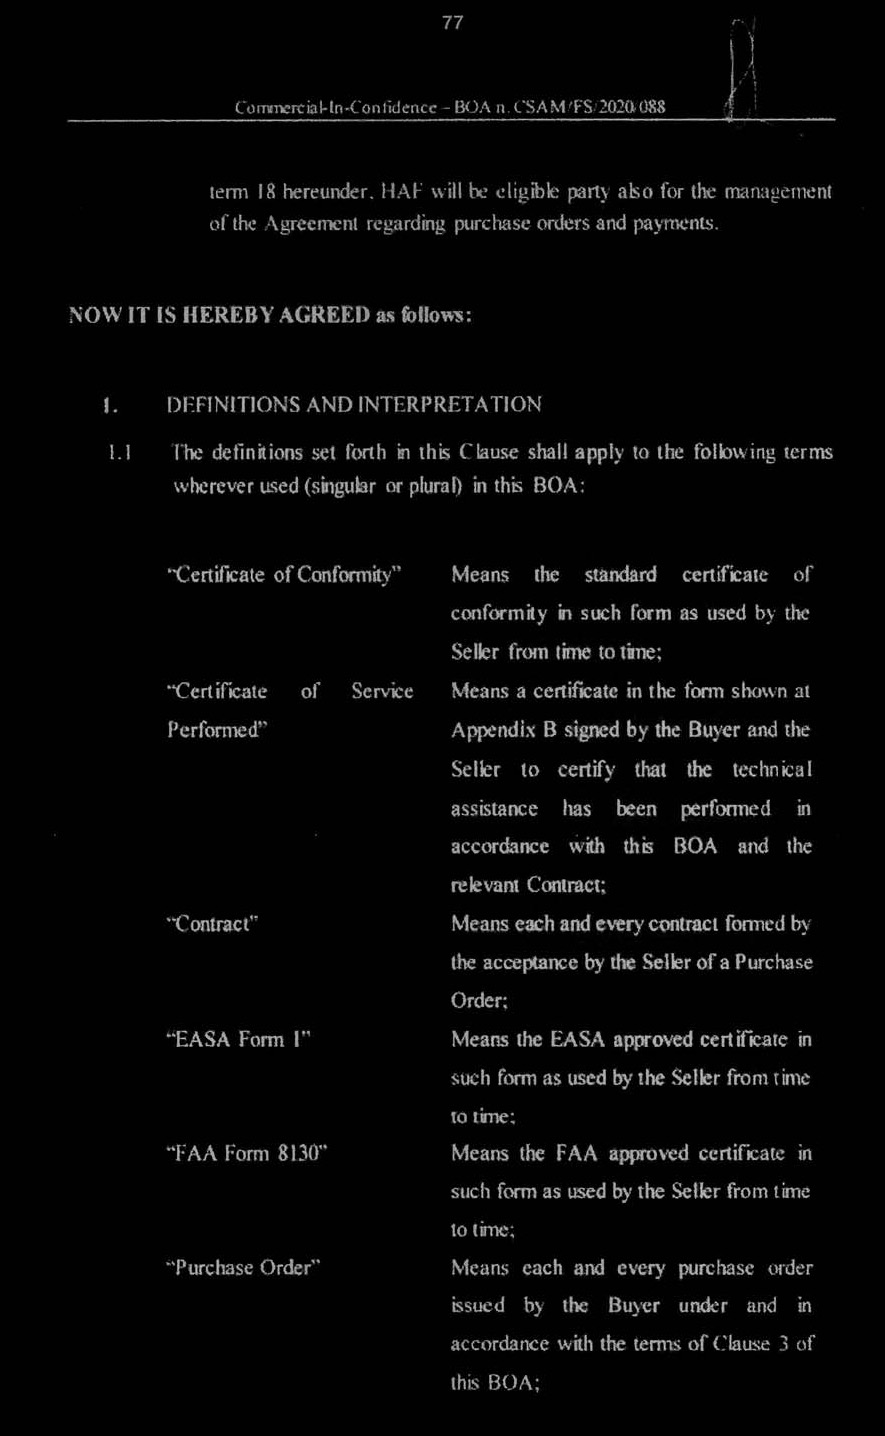 77
Commercial-In-Confidence – BOA n. CSAM/FS/2020/088
term 18 hereunder. HAF will be eligible party also for the management
of the Agreement regarding purchase orders and payments.
NOW IT IS HEREBY AGREED as follows:
1. DEFINITIONS AND INTERPRETATION
1.1 The definitions set forth in this Clause shall apply to the following terms
wherever used (singular or plural) in this BOA:
"Certificate of Conformity" Means the standard certificate of
conformity in such form as used by the
Seller from time to time;
"Certificate of Service Means a certificate in the form shown at
Performed" Appendix B signed by the Buyer and the
Seller to certify that the technical
assistance has been performed in
accordance with this BOA and the
relevant Contract;
"Contract" Means each and every contract formed by
the acceptance by the Seller of a Purchase
Order;
"EASA Form 1" Means the EASA approved certificate in
such form as used by the Seller from time
to time;
"FAA Form 8130" Means the FAA approved certificate in
such form as used by the Seller from time
to time;
"Purchase Order" Means each and every purchase order
issued by the Buyer under and in
accordance with the terms of Clause 3 of
this BOA;